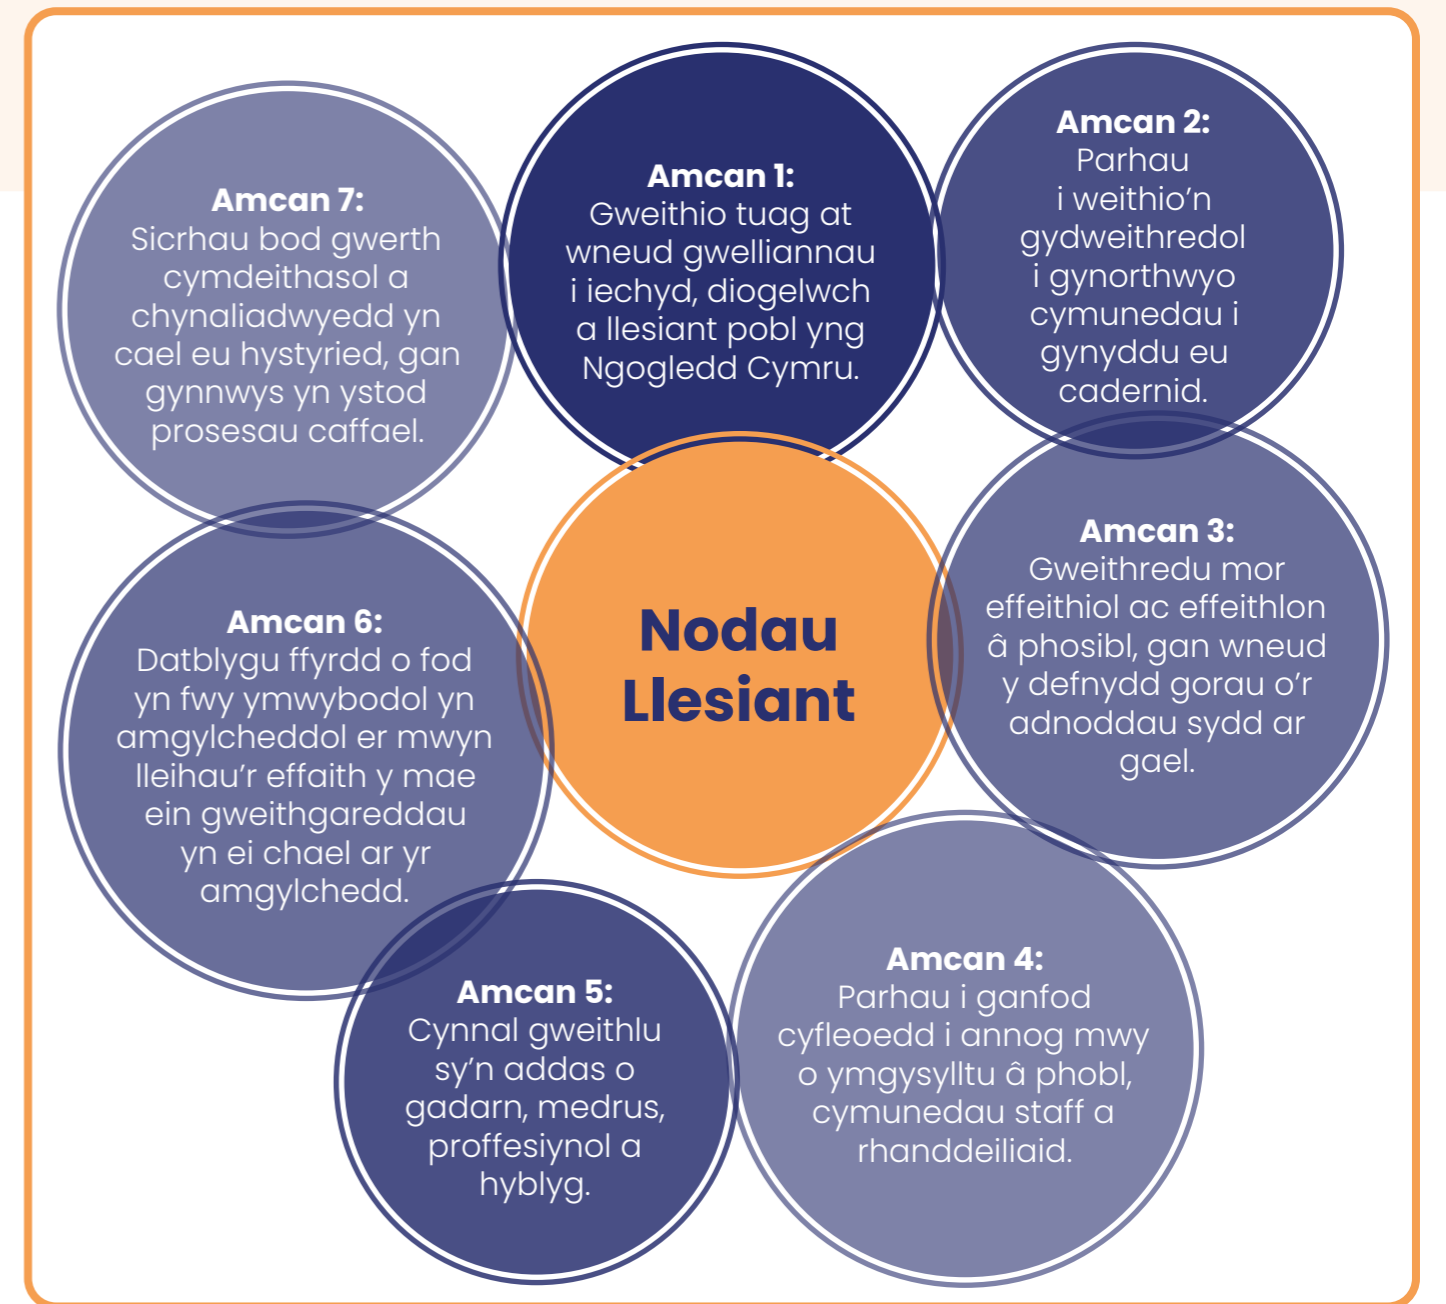 Amcan 1:
Gweithio tuag at
wneud gwelliannau
i iechyd, diogelwch
a llesiant pobl yng
Ngogledd Cymru.
Amcan 2:
Parhau
i weithio’n
gydweithredol
i gynorthwyo
cymunedau i
gynyddu eu
cadernid.
Amcan 3:
Gweithredu mor
effeithiol ac effeithlon
â phosibl, gan wneud
y defnydd gorau o’r
adnoddau sydd ar
gael.
Amcan 4:
Parhau i ganfod
cyfleoedd i annog mwy
o ymgysylltu â phobl,
cymunedau staff a
rhanddeiliaid.
Amcan 5:
Cynnal gweithlu
sy’n addas o
gadarn, medrus,
proffesiynol a
hyblyg.
Amcan 6:
Datblygu ffyrdd o fod
yn fwy ymwybodol yn
amgylcheddol er mwyn
lleihau’r effaith y mae
ein gweithgareddau
yn ei chael ar yr
amgylchedd.
Amcan 7:
Sicrhau bod gwerth
cymdeithasol a
chynaliadwyedd yn
cael eu hystyried, gan
gynnwys yn ystod
prosesau caffael.
Nodau
Llesiant